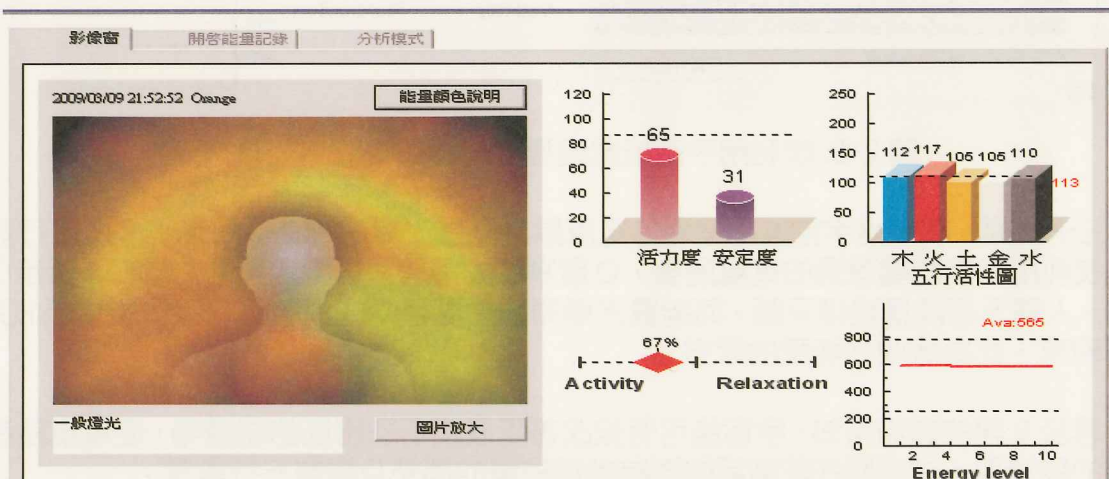 影像窗 開啓能量記錄 分析模式
2009/03/09 21:52:52 Orange
能量顏色說明
一般燈光
圖片放大
120
100
80
60
40
20
0
65
31
活力度 安定度
250
200
150
100
50
0
112 117 105 105 110
113
木 火 土 金 水
五行活性圖
67%
Activity Relaxation
Ava:565
800
600
400
200
0
2 4 6 8 10
Energy level